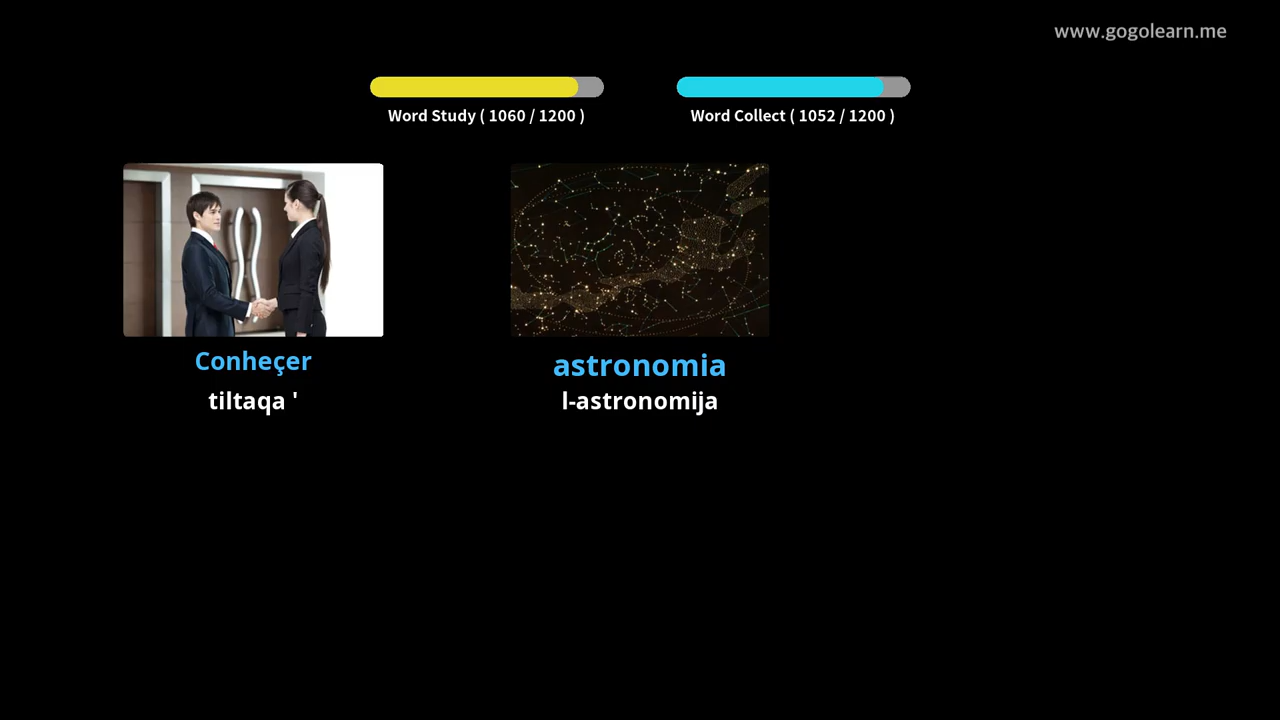 www.gogolearn.me
Word Study ( 1060 / 1200 )
Word Collect ( 1052 / 1200 )
Conheçer
tiltaqa '
astronomia
l-astronomija